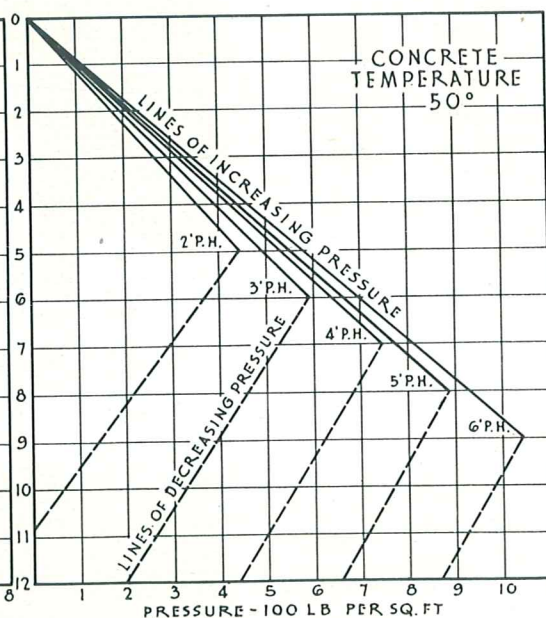 0
1
2
3
4
5
6
7
8
9
10
11
12
CONCRETE
TEMPERATURE
50°
LINES OF INCREASING PRESSURE
2'P.H.
3'P.H.
4'P.H.
5'P.H.
6'P.H.
LINES OF DECREASING PRESSURE
8 1 2 3 4 5 6 7 8 9 10
PRESSURE-100 LB PER SQ. FT